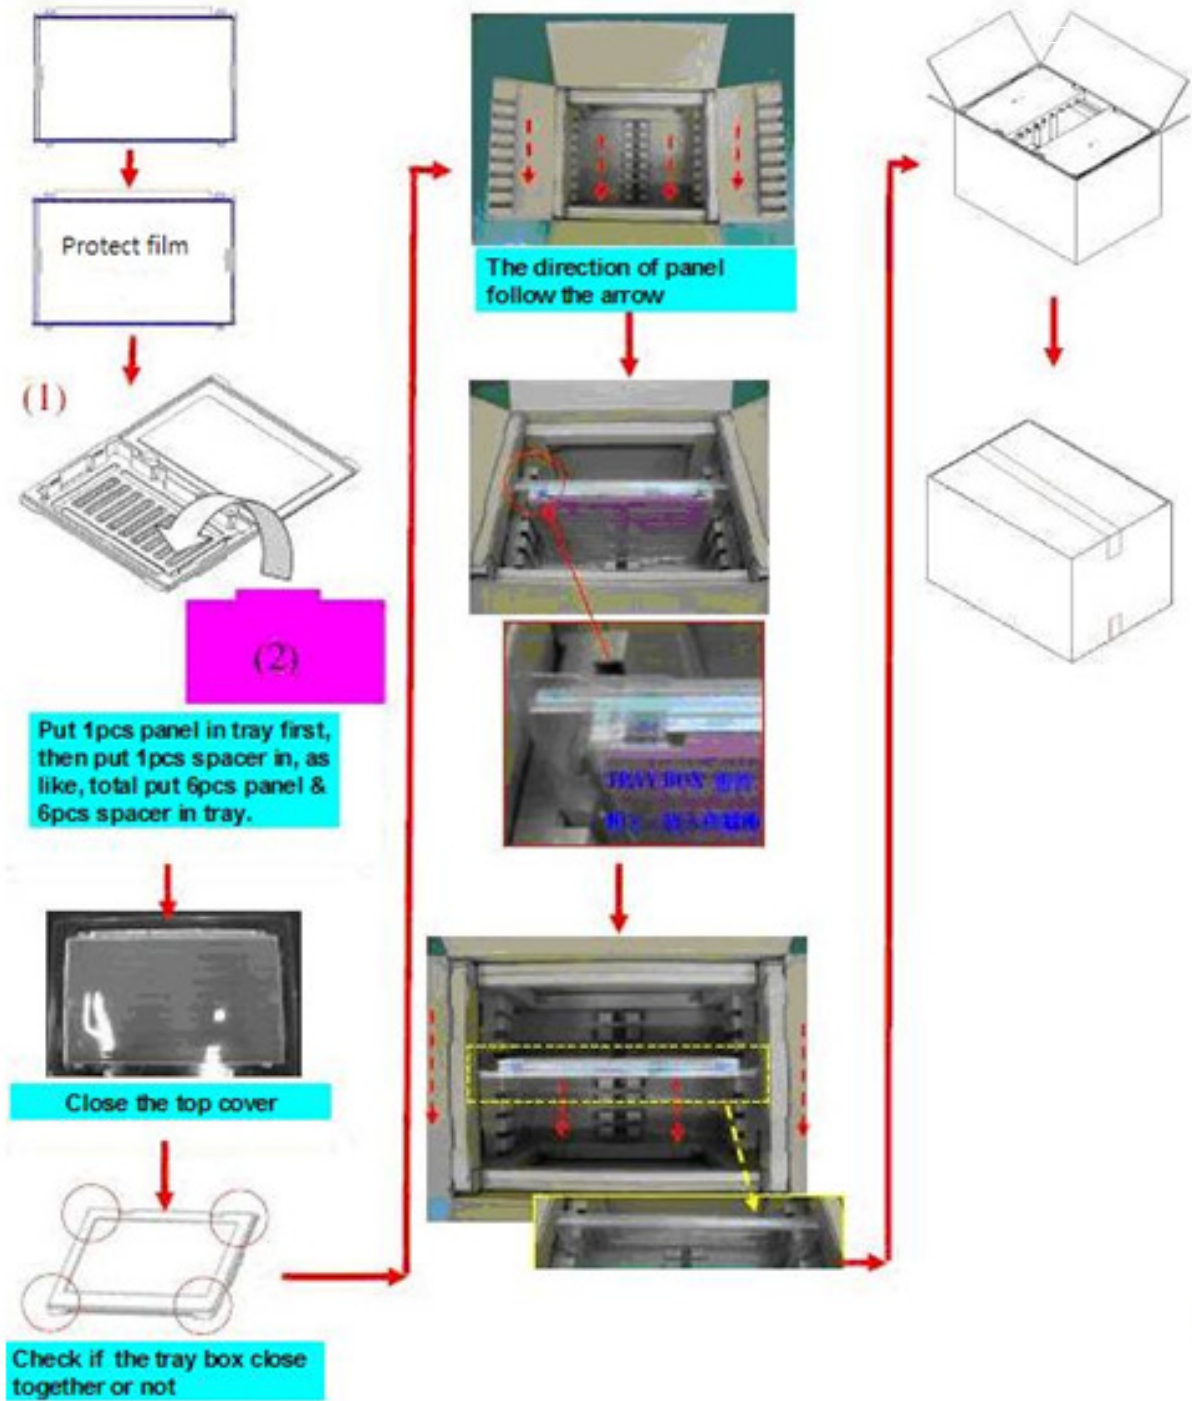 Protect film
(1)
(2)
Put 1pcs panel in tray first,
then put 1pcs spacer in, as
like, total put 6pcs panel &
6pcs spacer in tray.
Close the top cover
Check if the tray box close
together or not
The direction of panel
follow the arrow
TRAY BOX